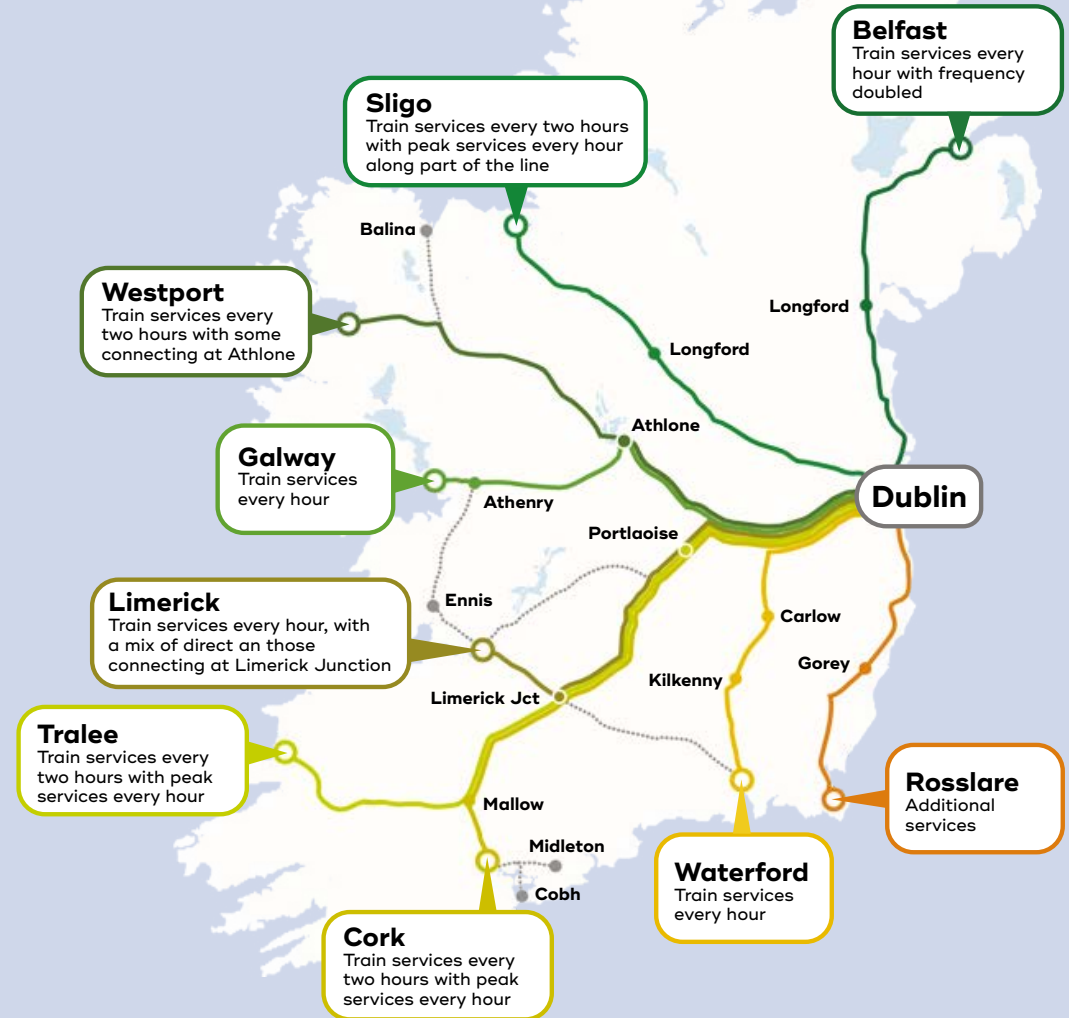 Belfast
Train services every
hour with frequency
doubled
Sligo
Train services every two hours
with peak services every hour
along part of the line
Balina
Westport
Train services every
two hours with some
connecting at Athlone
Longford
Longford
Athlone
Galway
Train services
every hour
Athenry
Dublin
Portlaoise
Ennis
Limerick
Train services every hour, with
a mix of direct an those
connecting at Limerick Junction
Carlow
Gorey
Kilkenny
Limerick Jct
Tralee
Train services every
two hours with peak
services every hour
Mallow
Rosslare
Additional
services
Midleton
Cobh
Waterford
Train services
every hour
Cork
Train services every
two hours with peak
services every hour